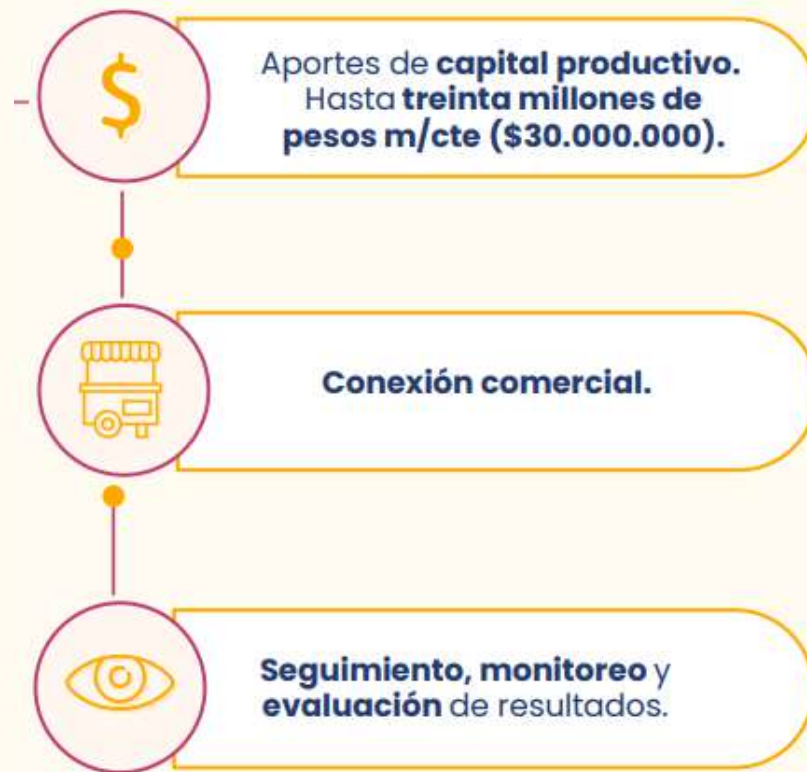 $
Aportes de capital productivo.
Hasta treinta millones de
pesos m/cte ($30.000.000).
Conexión comercial.
Seguimiento, monitoreo y
evaluación de resultados.